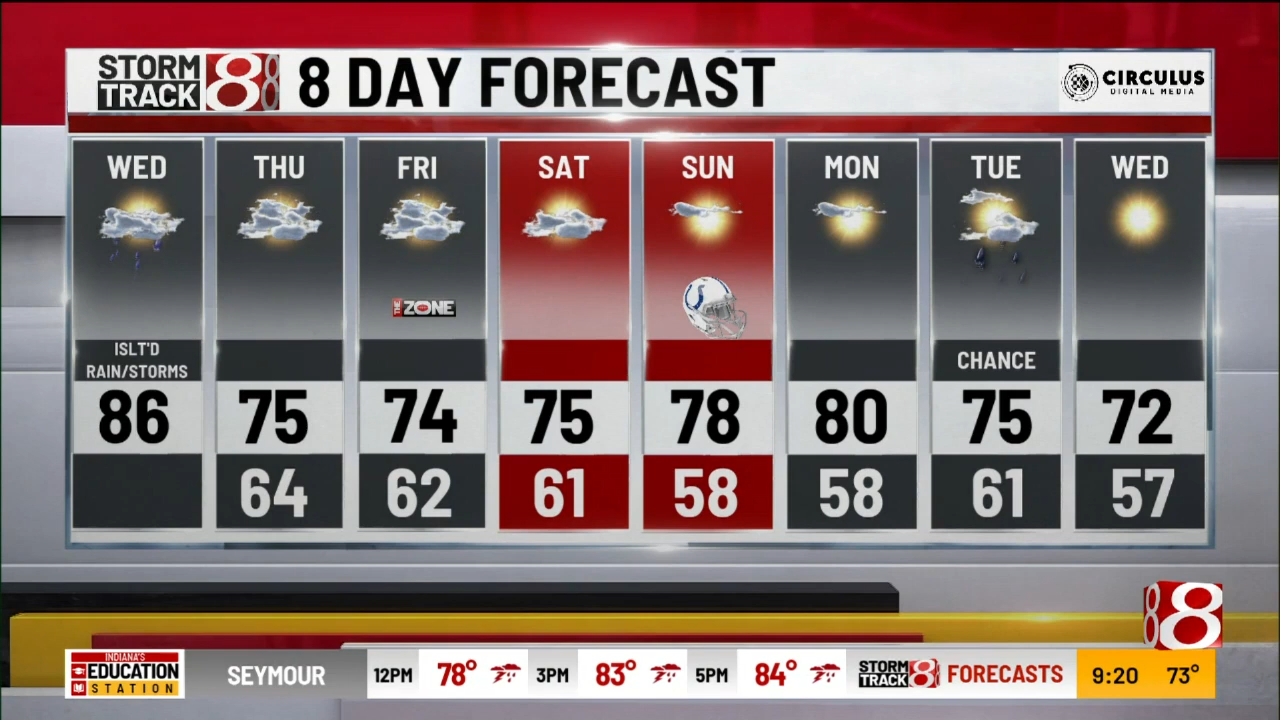 STORM
TRACK
8
8 DAY FORECAST
CIRCULUS
DIGITAL MEDIA
WED
THU
FRI
SAT
SUN
MON
TUE
WED
THE ZONE
ISLT'D
RAIN/STORMS
CHANCE
86
75
74
75
78
80
75
72
64
62
61
58
58
61
57
8
INDIANA'S
EDUCATION
STATION
SEYMOUR
12PM
78°
3PM
83°
5PM
84°
STORM
TRACK
8
FORECASTS
9:20
73°